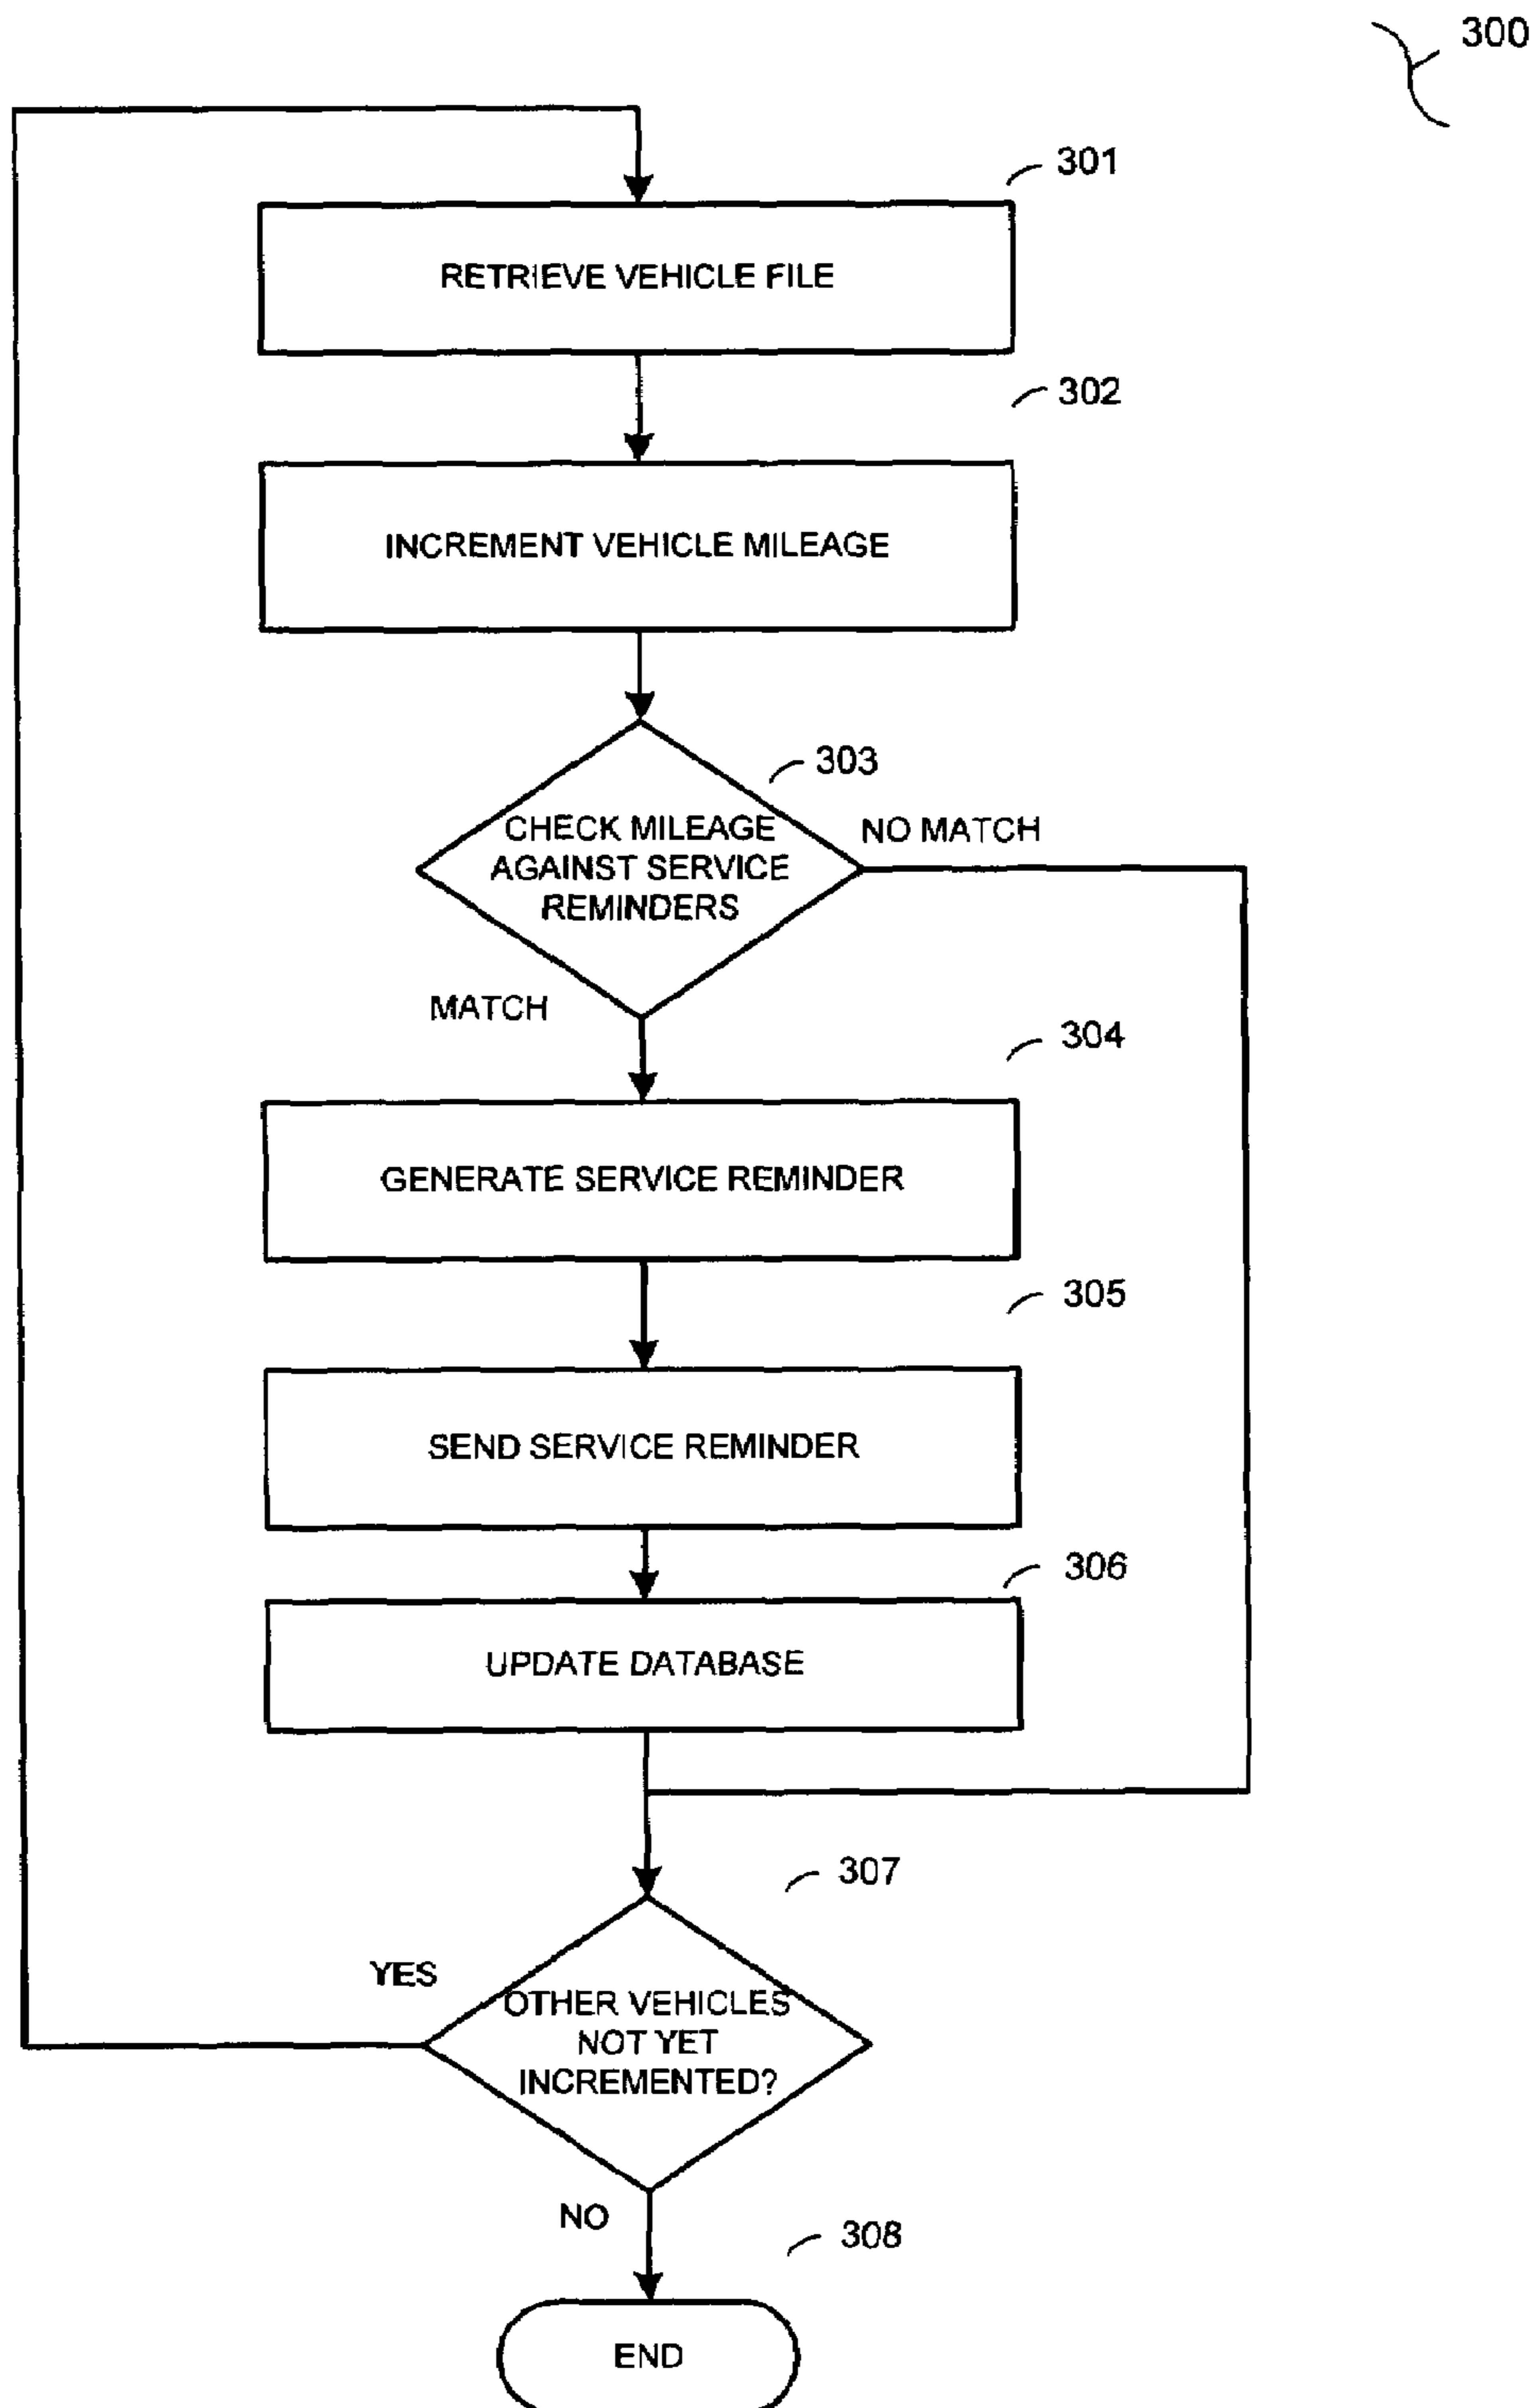 300
301
RETRIEVE VEHICLE FILE
302
INCREMENT VEHICLE MILEAGE
303
CHECK MILEAGE
AGAINST SERVICE
REMINDERS
NO MATCH
MATCH
304
GENERATE SERVICE REMINDER
305
SEND SERVICE REMINDER
306
UPDATE DATABASE
307
YES
OTHER VEHICLES
NOT YET
INCREMENTED?
NO
308
END